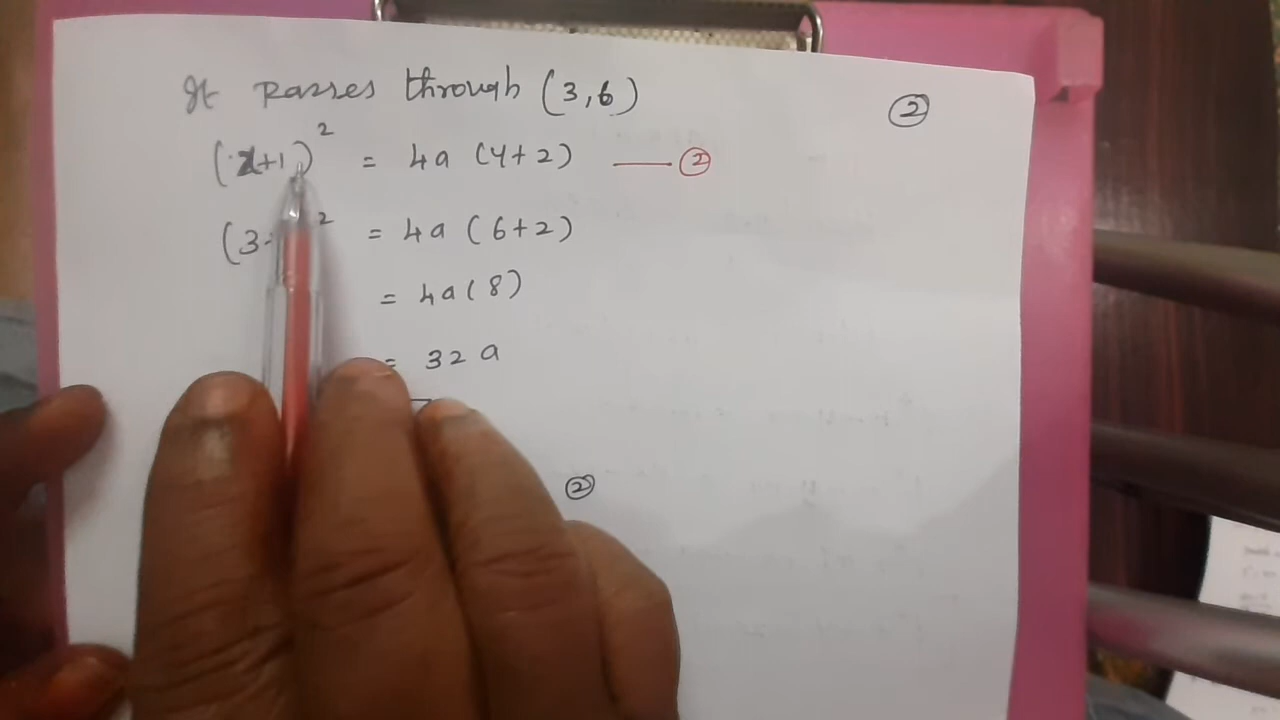 It passes through (3,6)
②
(x+1)² = 4a (y+2) —— ②
(3+ ² = 4a (6+2)
= 4a (8)
= 32 a
②